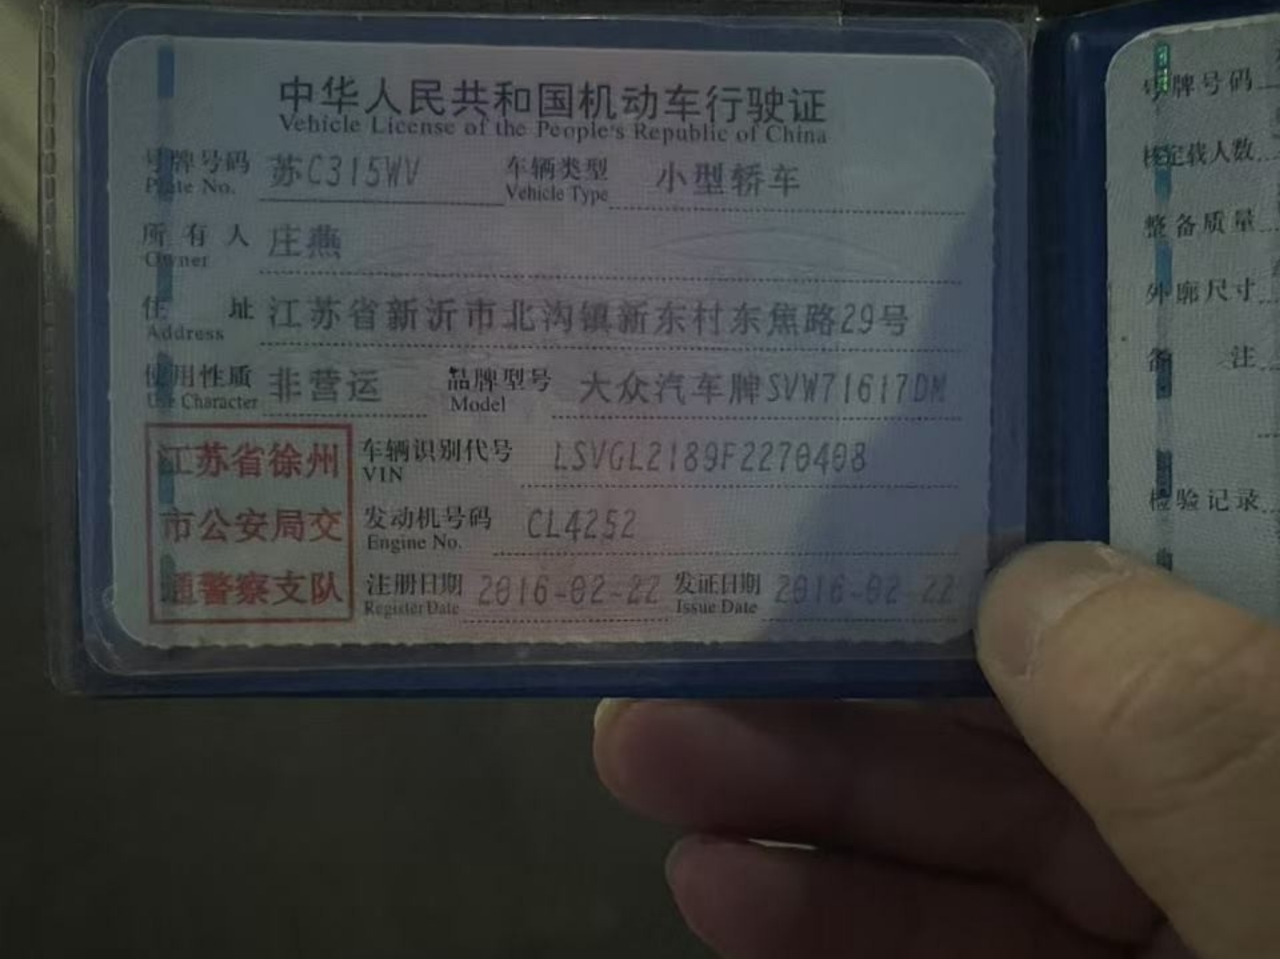 中华人民共和国机动车行驶证
Vehicle License of the People's Republic of China
号牌号码 苏C315WV 车辆类型 小型轿车
Plate No. Vehicle Type
所有人 庄燕
Owner
住址 江苏省新沂市北沟镇新东村东焦路29号
Address
使用性质 非营运 品牌型号 大众汽车牌SVW71617DM
Use Character Model
江苏省徐州
市公安局交
通警察支队
车辆识别代号 LSVGL2189F2270408
VIN
发动机号码 CL4252
Engine No.
注册日期 2016-02-22 发证日期 2016-02-22
Register Date Issue Date
号牌号码
核定载人数
整备质量
外廓尺寸
备注
检验记录